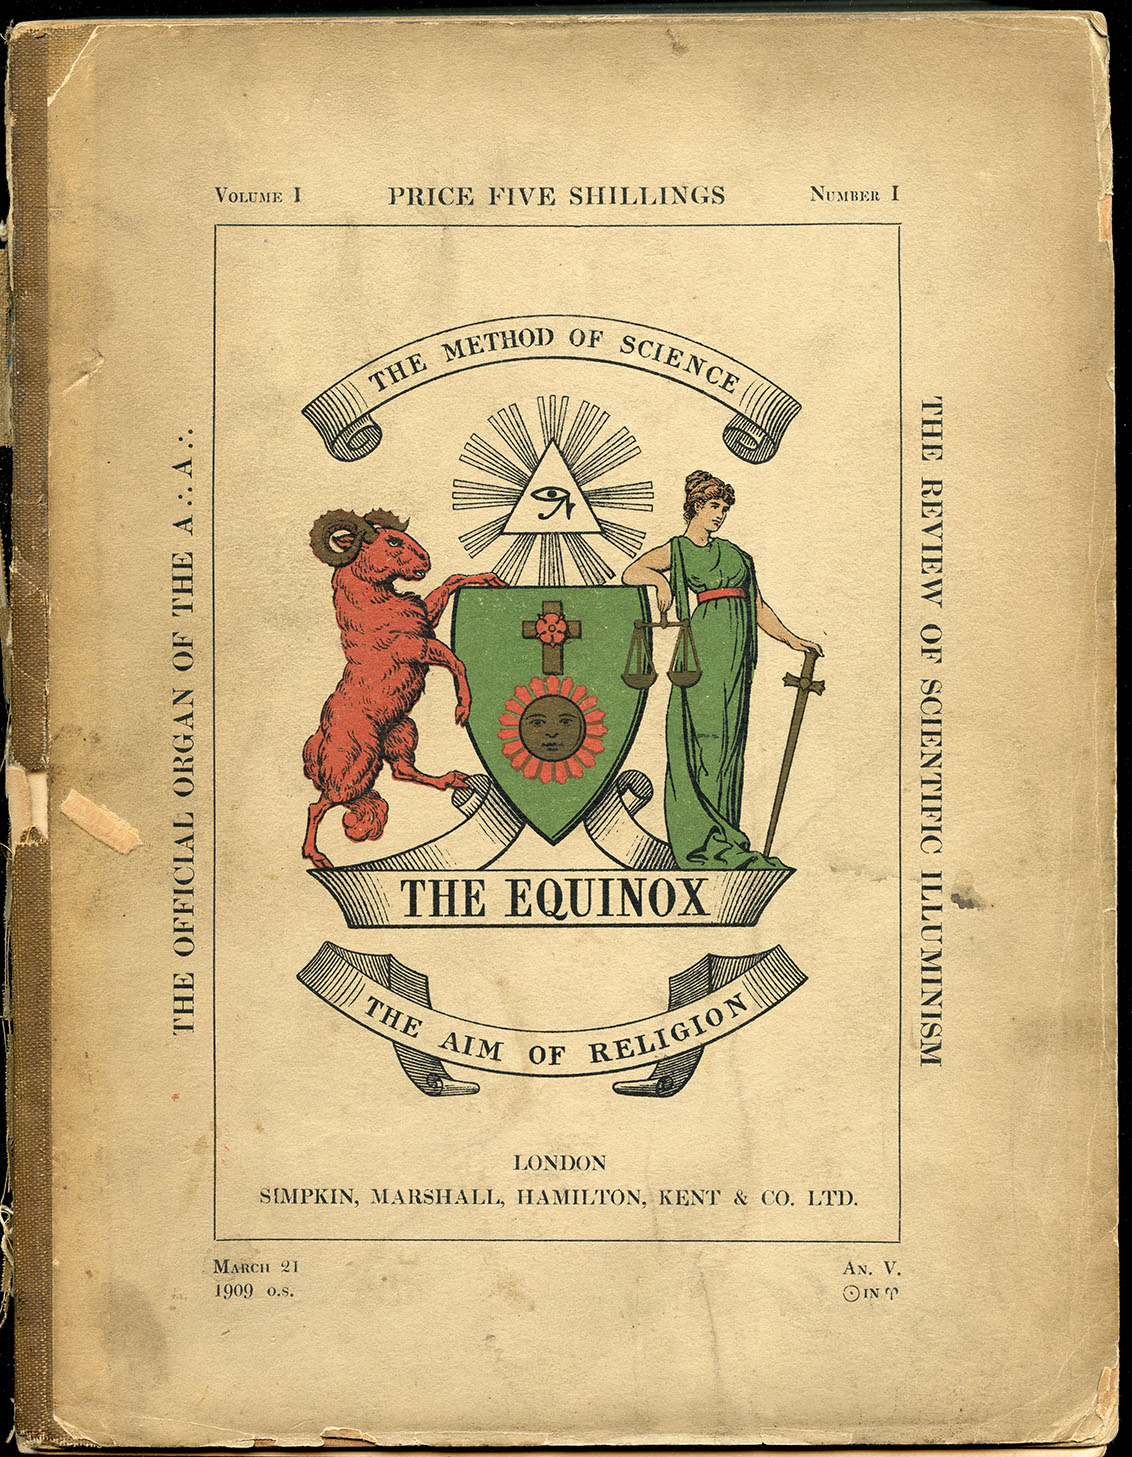 VOLUME I PRICE FIVE SHILLINGS NUMBER I
THE METHOD OF SCIENCE
THE OFFICIAL ORGAN OF THE A∴A∴
THE REVIEW OF SCIENTIFIC ILLUMINISM
THE EQUINOX
THE AIM OF RELIGION
LONDON
SIMPKIN, MARSHALL, HAMILTON, KENT & CO. LTD.
MARCH 21 AN. V.
1909 O.S. ☉ IN ♈